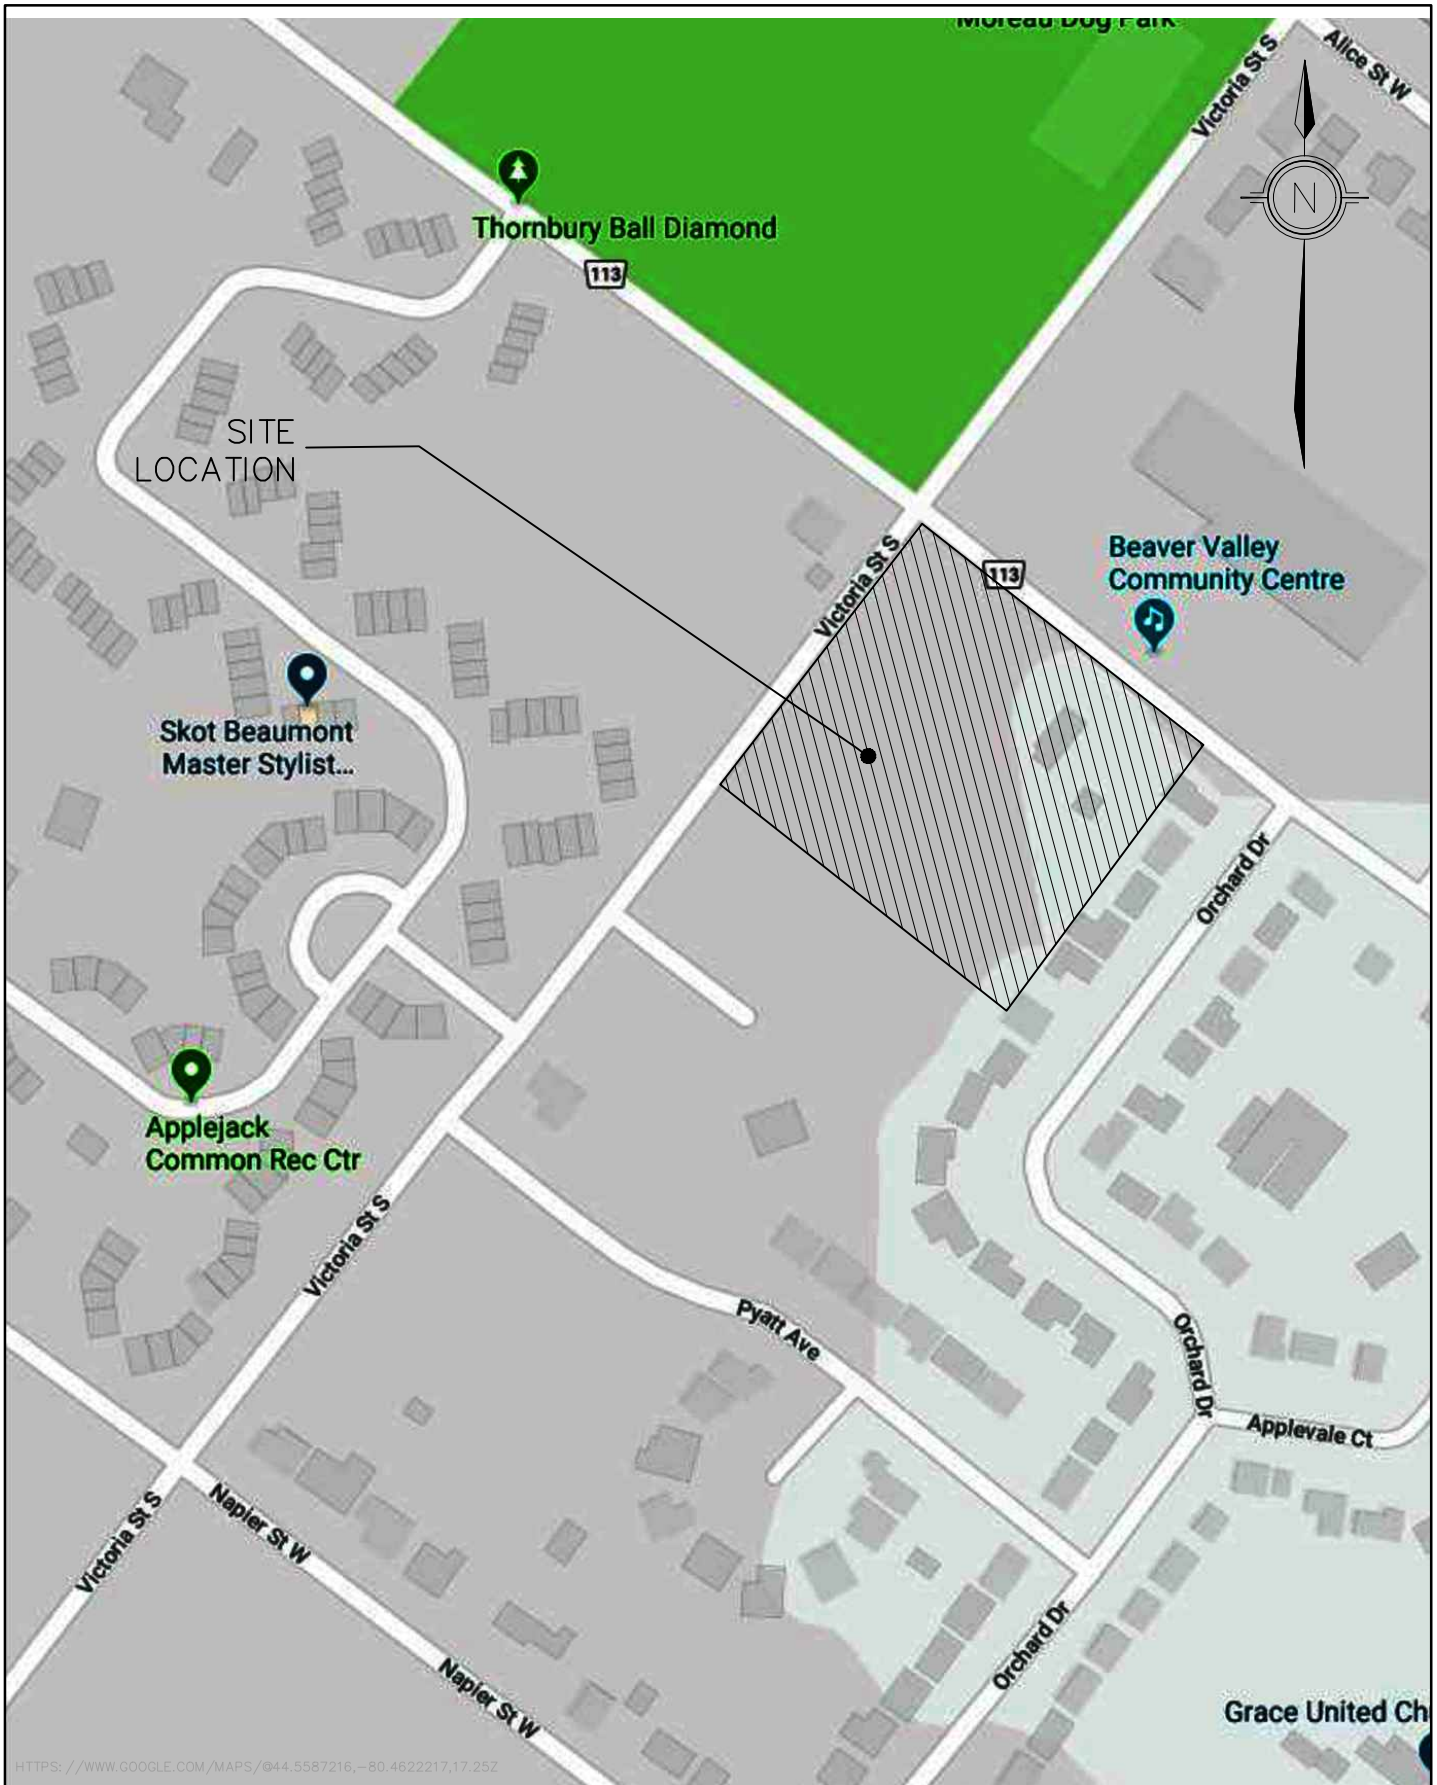 Moreau Dog Park
Victoria St S
Alice St W
N
Thornbury Ball Diamond
113
SITE
LOCATION
Victoria St S
113
Beaver Valley
Community Centre
Skot Beaumont
Master Stylist...
Orchard Dr
Applejack
Common Rec Ctr
Victoria St S
Pyatt Ave
Orchard Dr
Applevale Ct
Victoria St S
Napier St W
Orchard Dr
Napier St W
Grace United Ch
HTTPS: //WWW.GOOGLE.COM/MAPS/@44.5587216,-80.4622217,17.25Z